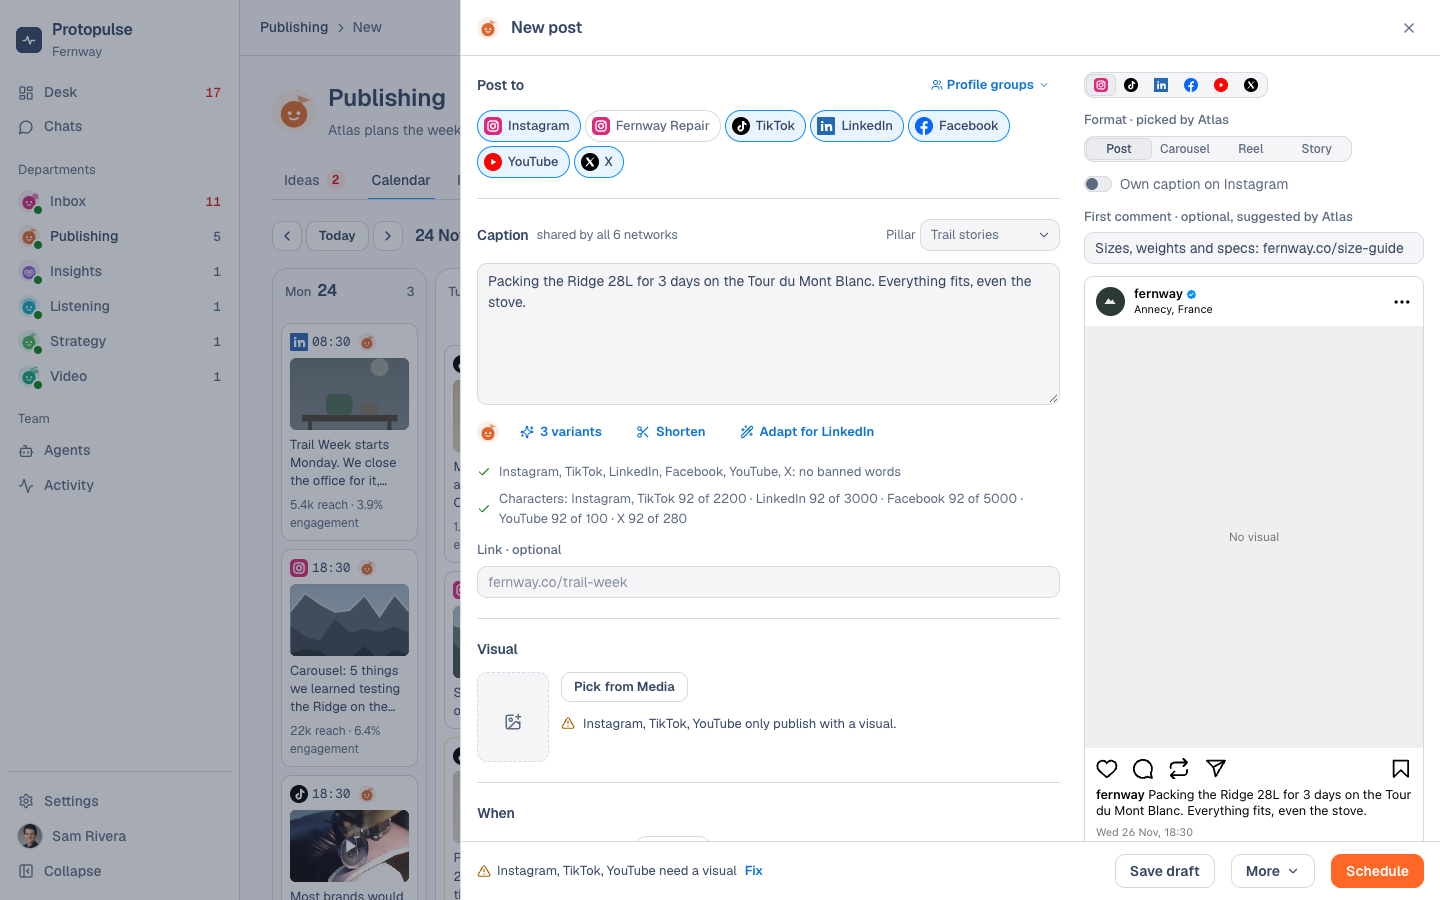 Protopulse
Fernway
Desk 17
Chats
Departments
Inbox 11
Publishing 5
Insights 1
Listening 1
Strategy 1
Video 1
Team
Agents
Activity
Settings
Sam Rivera
Collapse
Publishing > New
Publishing
Atlas plans the week
Ideas 2 Calendar
Today 24 No
Mon 24 3
Tu
08:30
Trail Week starts
Monday. We close
the office for it,…
5.4k reach · 3.9%
engagement
18:30
Carousel: 5 things
we learned testing
the Ridge on the…
22k reach · 6.4%
engagement
18:30
Most brands would
New post
Post to
Profile groups
Instagram Fernway Repair TikTok LinkedIn Facebook
YouTube X
Caption shared by all 6 networks
Pillar Trail stories
Packing the Ridge 28L for 3 days on the Tour du Mont Blanc. Everything fits, even the
stove.
3 variants Shorten Adapt for LinkedIn
Instagram, TikTok, LinkedIn, Facebook, YouTube, X: no banned words
Characters: Instagram, TikTok 92 of 2200 · LinkedIn 92 of 3000 · Facebook 92 of 5000 ·
YouTube 92 of 100 · X 92 of 280
Link · optional
fernway.co/trail-week
Visual
Pick from Media
Instagram, TikTok, YouTube only publish with a visual.
When
Format · picked by Atlas
Post Carousel Reel Story
Own caption on Instagram
First comment · optional, suggested by Atlas
Sizes, weights and specs: fernway.co/size-guide
fernway
Annecy, France
No visual
fernway Packing the Ridge 28L for 3 days on the Tour
du Mont Blanc. Everything fits, even the stove.
Wed 26 Nov, 18:30
Instagram, TikTok, YouTube need a visual Fix
Save draft More Schedule